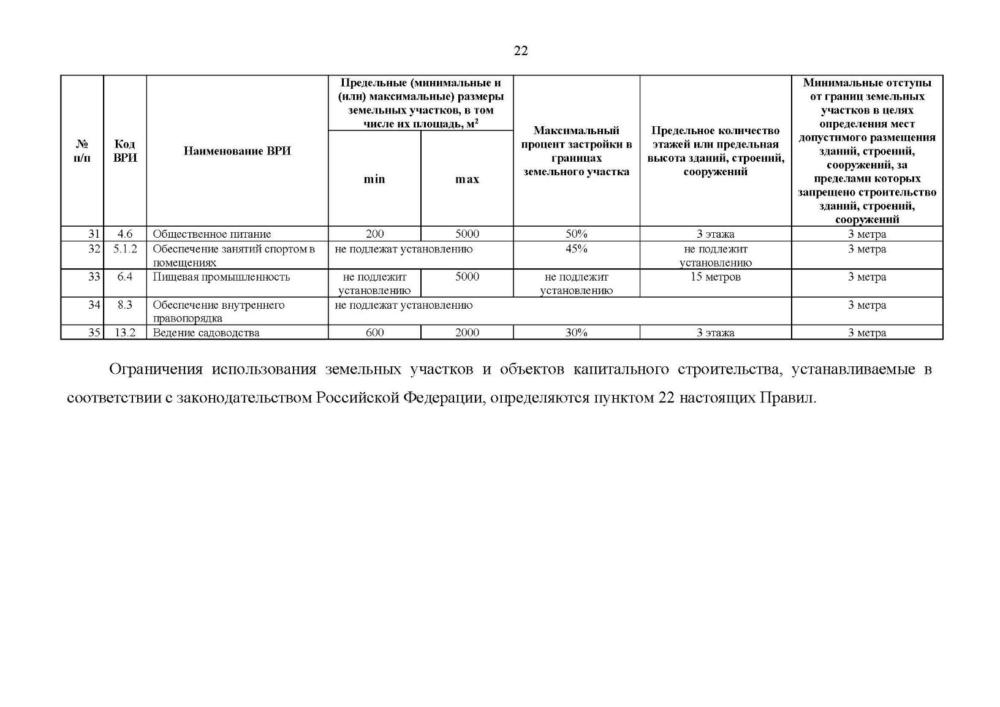 22
№
п/п
Код
ВРИ
Наименование ВРИ
Предельные (минимальные и
(или) максимальные) размеры
земельных участков, в том
числе их площадь, м²
min
max
Максимальный
процент застройки в
границах
земельного участка
Предельное количество
этажей или предельная
высота зданий, строений,
сооружений
Минимальные отступы
от границ земельных
участков в целях
определения мест
допустимого размещения
зданий, строений,
сооружений, за
пределами которых
запрещено строительство
зданий, строений,
сооружений
31 4.6 Общественное питание 200 5000 50% 3 этажа 3 метра
32 5.1.2 Обеспечение занятий спортом в не подлежат установлению 45% не подлежит 3 метра
помещениях установлению
33 6.4 Пищевая промышленность не подлежит 5000 не подлежит 15 метров 3 метра
установлению установлению
34 8.3 Обеспечение внутреннего не подлежат установлению 3 метра
правопорядка
35 13.2 Ведение садоводства 600 2000 30% 3 этажа 3 метра
Ограничения использования земельных участков и объектов капитального строительства, устанавливаемые в
соответствии с законодательством Российской Федерации, определяются пунктом 22 настоящих Правил.